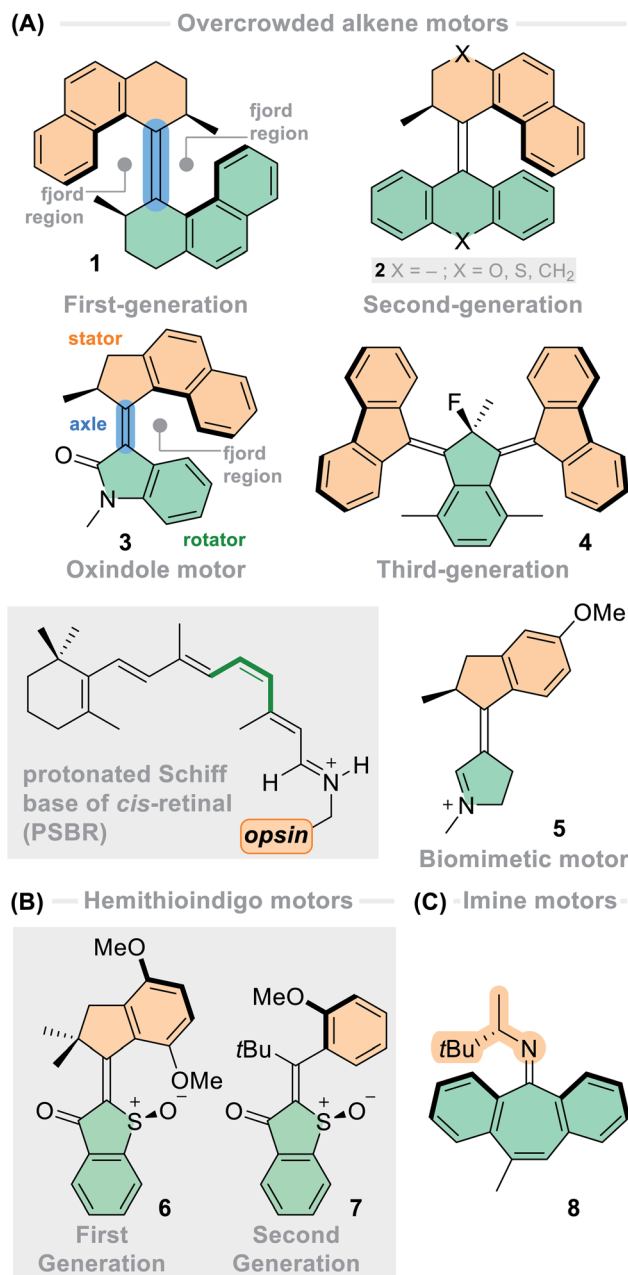 (A) Overcrowded alkene motors
X
fjord
region
fjord
region
X
1
2 X = – ; X = O, S, CH2
First-generation
Second-generation
stator
F
axle
O
fjord
region
N
rotator
3
4
Oxindole motor
Third-generation
OMe
protonated Schiff
base of cis-retinal
(PSBR)
H
+
N
H
opsin
+
N
5
Biomimetic motor
(B) Hemithioindigo motors
(C) Imine motors
MeO
MeO
tBu
OMe
O
+
S
O
–
O
+
S
O
–
tBu
N
6
7
8
First
Generation
Second
Generation